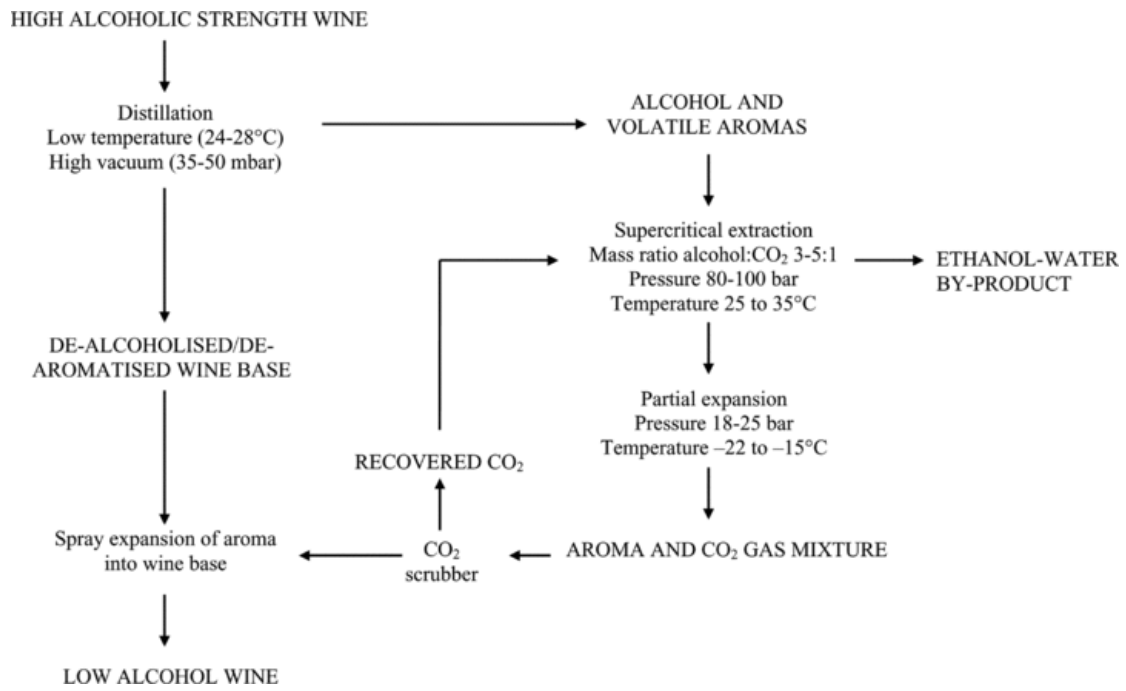 HIGH ALCOHOLIC STRENGTH WINE
Distillation
Low temperature (24-28°C)
High vacuum (35-50 mbar)
ALCOHOL AND
VOLATILE AROMAS
Supercritical extraction
Mass ratio alcohol:CO₂ 3-5:1
Pressure 80-100 bar
Temperature 25 to 35°C
ETHANOL-WATER
BY-PRODUCT
DE-ALCOHOLISED/DE-
AROMATISED WINE BASE
Partial expansion
Pressure 18-25 bar
Temperature –22 to –15°C
RECOVERED CO₂
Spray expansion of aroma
into wine base
CO₂
scrubber
AROMA AND CO₂ GAS MIXTURE
LOW ALCOHOL WINE